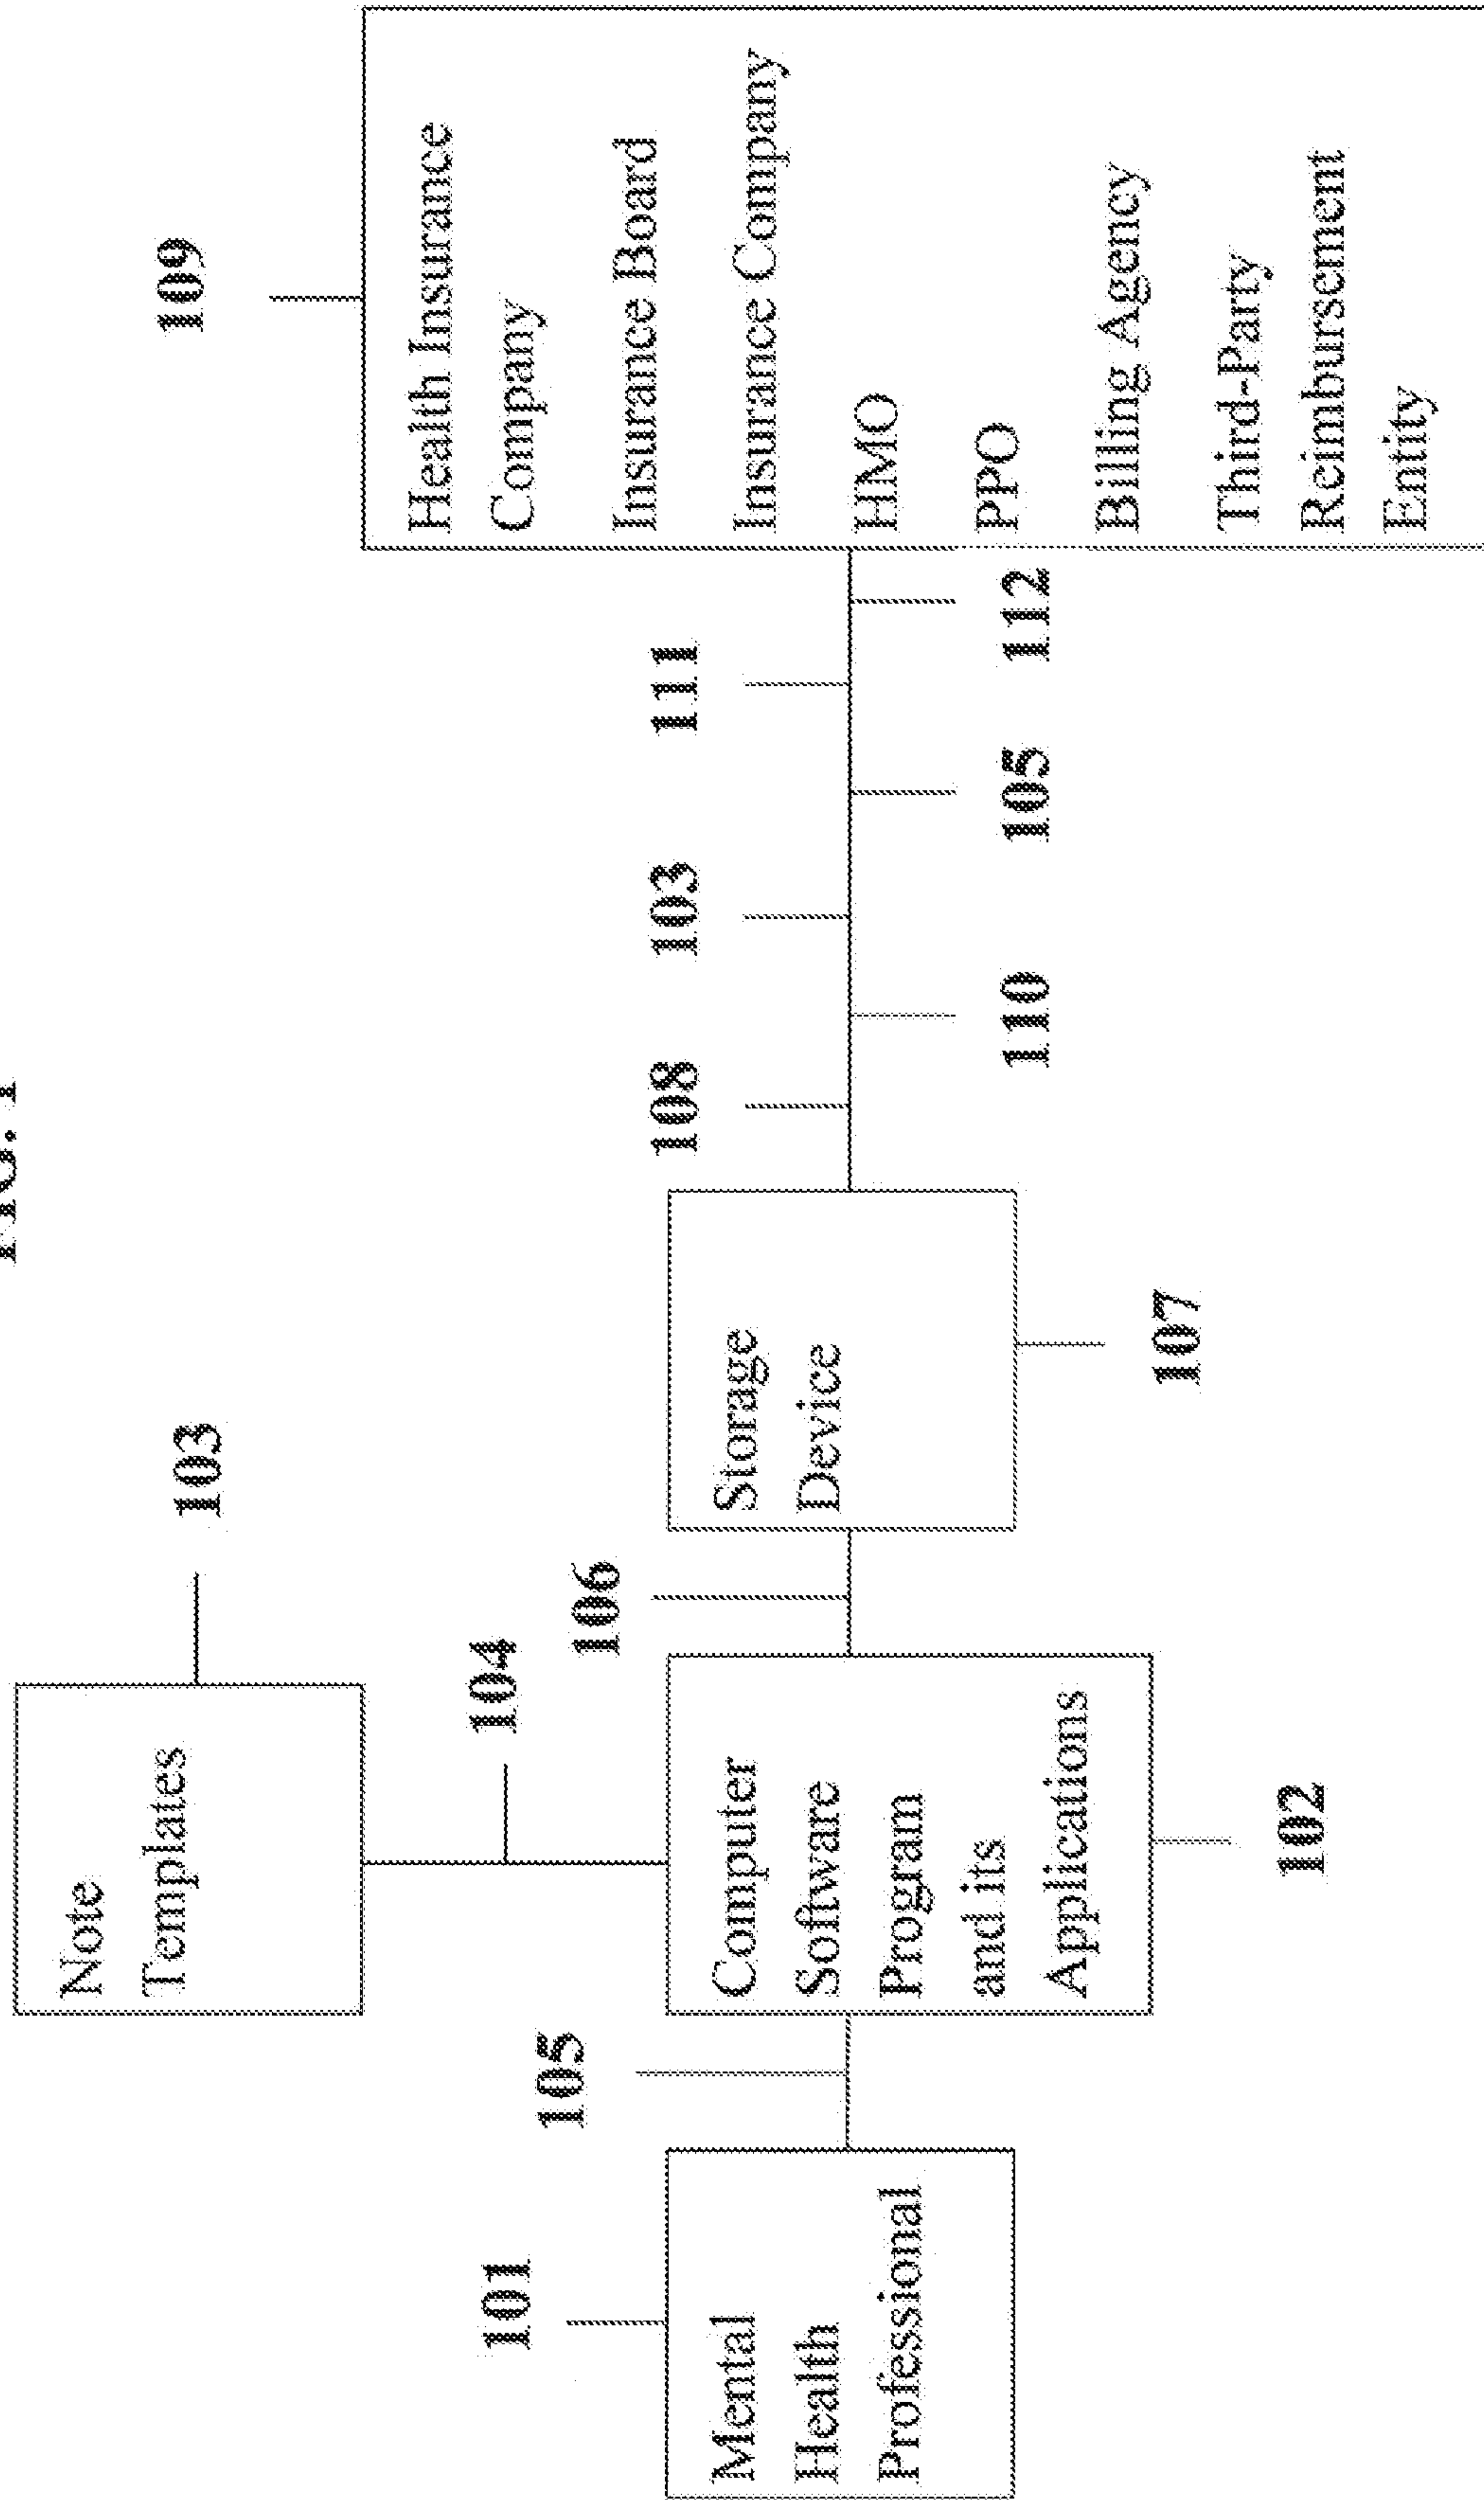 FIG. 1
Note
Templates
103
104
109
Health Insurance
Company
Insurance Board
Insurance Company
HMO
PPO
Billing Agency
Third-Party
Reimbursement
Entity
101
Mental
Health
Professional
105
Computer
Software
Program
and its
Applications
102
106
Storage
Device
107
108
103
111
110
105
112